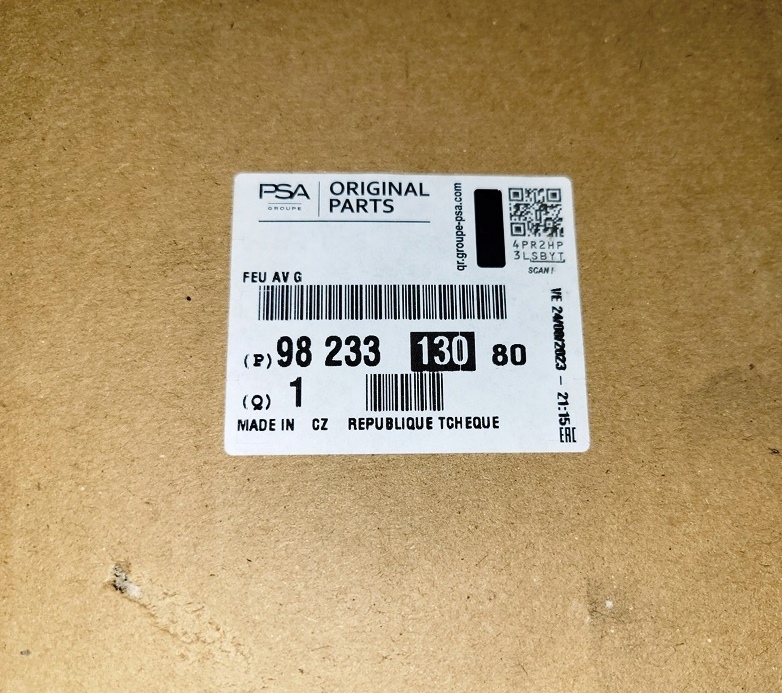 PSA
GROUPE
ORIGINAL
PARTS
qr.groupe-psa.com
4PR2HP
3LSBYT
SCAN!
FEU AV G
(P) 98 233 130 80
(Q) 1
MADE IN CZ REPUBLIQUE TCHEQUE
VE 24/08/2023 - 21:15
EAC